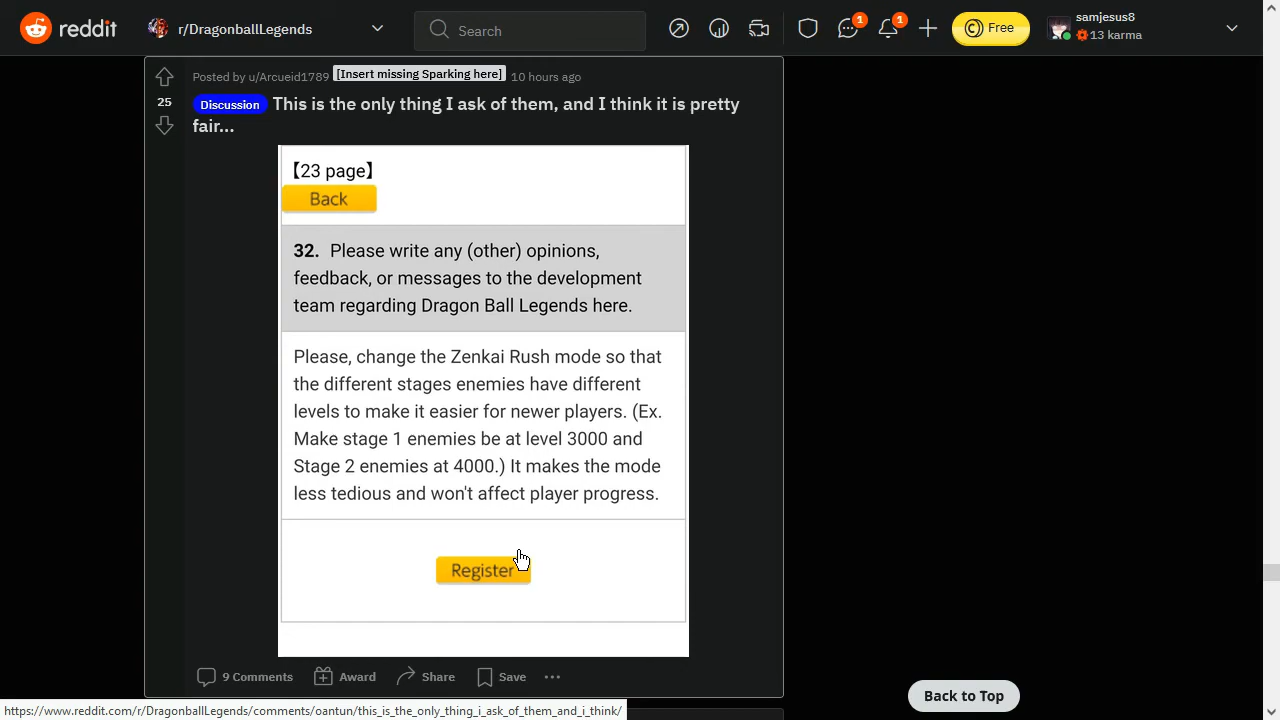 reddit
r/DragonballLegends
Search
1
1
Free
samjesus8
13 karma
Posted by u/Arcueid1789 [Insert missing Sparking here] 10 hours ago
25
Discussion This is the only thing I ask of them, and I think it is pretty
fair...
【23 page】
Back
32. Please write any (other) opinions,
feedback, or messages to the development
team regarding Dragon Ball Legends here.
Please, change the Zenkai Rush mode so that
the different stages enemies have different
levels to make it easier for newer players. (Ex.
Make stage 1 enemies be at level 3000 and
Stage 2 enemies at 4000.) It makes the mode
less tedious and won't affect player progress.
Register
9 Comments
Award
Share
Save
Back to Top
https://www.reddit.com/r/DragonballLegends/comments/poantun/this_is_the_only_thing_i_ask_of_them_and_i_think/